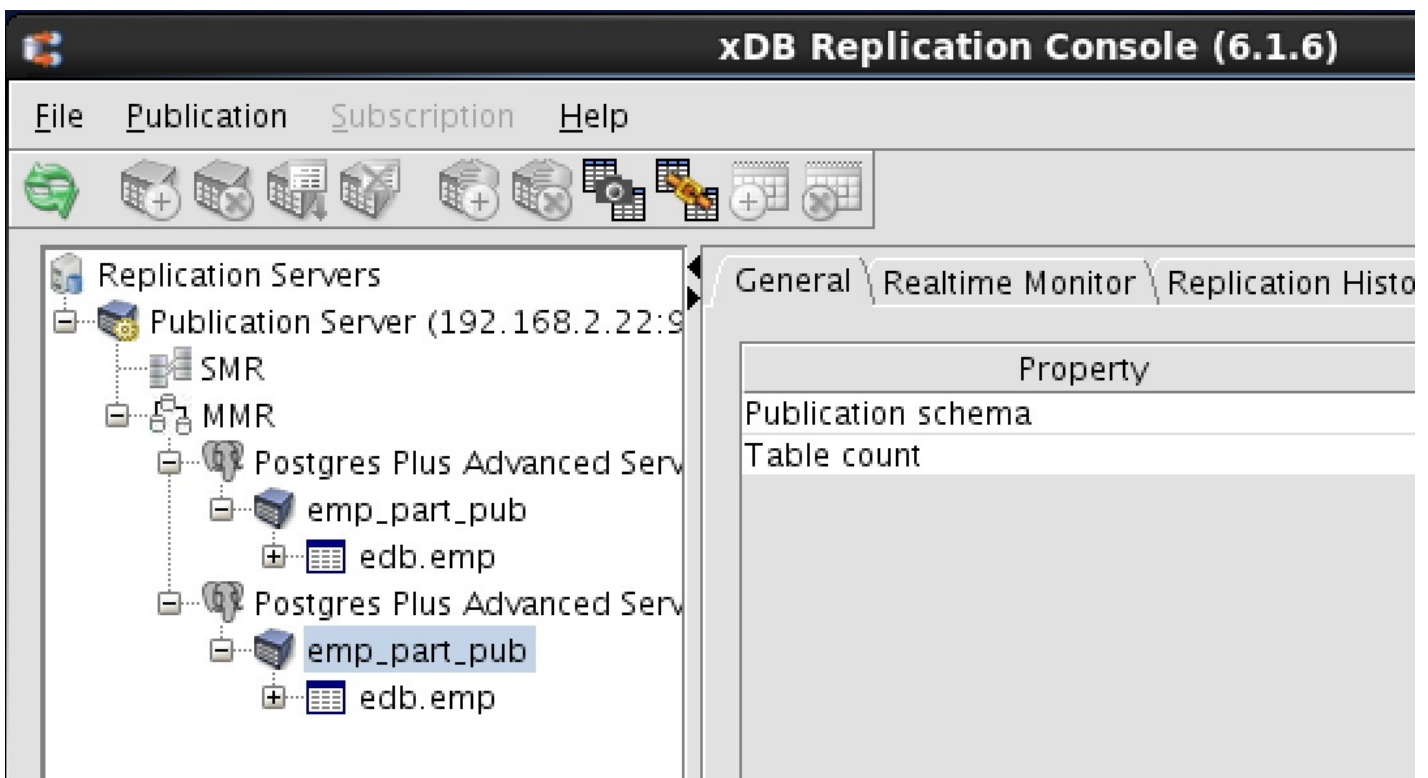 xDB Replication Console (6.1.6)
File Publication Subscription Help
Replication Servers
Publication Server (192.168.2.22:9
SMR
MMR
Postgres Plus Advanced Serv
emp_part_pub
edb.emp
Postgres Plus Advanced Serv
emp_part_pub
edb.emp
General Realtime Monitor Replication Histo
Property
Publication schema
Table count